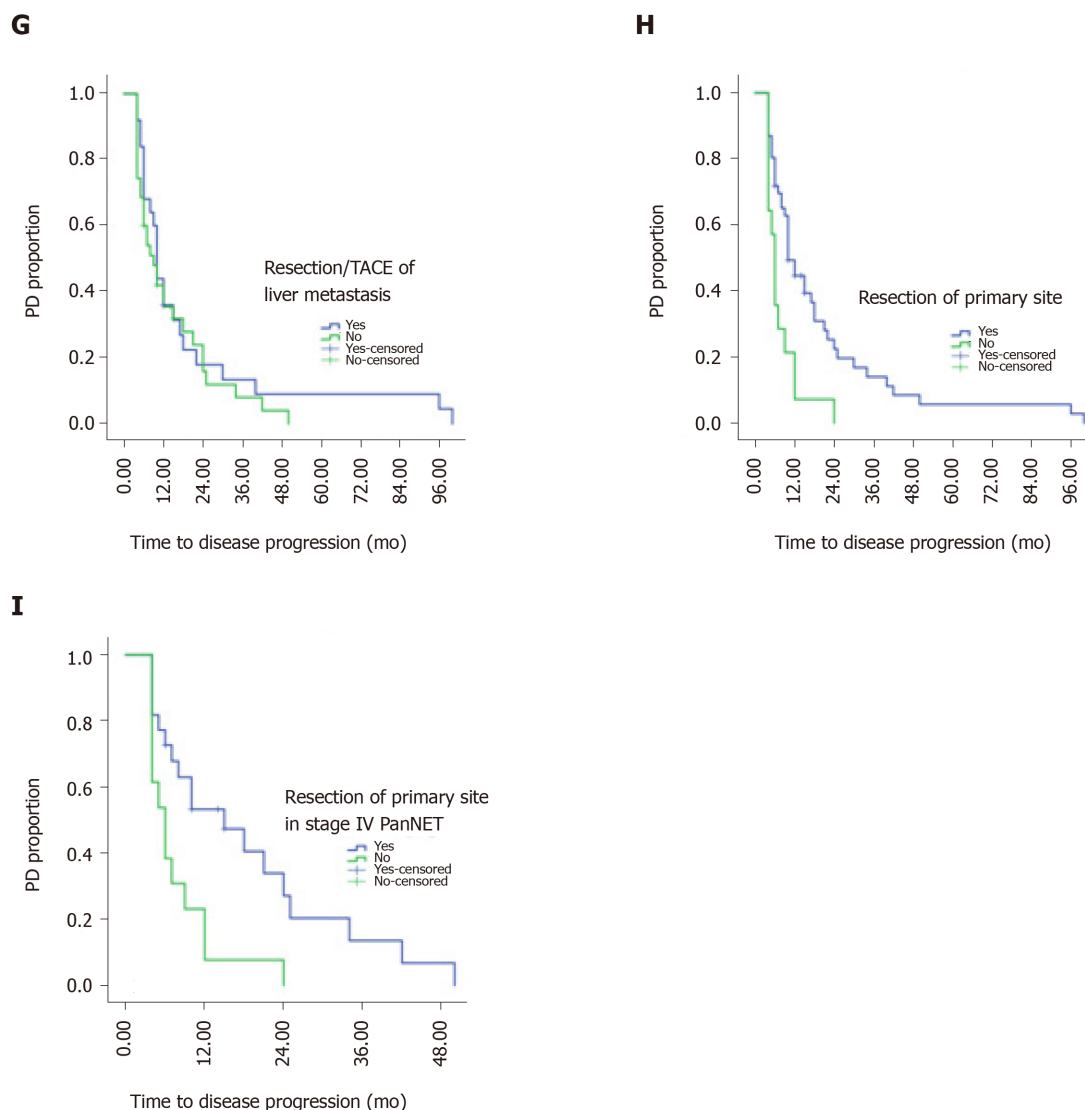 G
1.0
0.8
0.6
0.4
0.2
0.0
PD proportion
Resection/TACE of
liver metastasis
Yes
No
Yes-censored
No-censored
0.00
12.00
24.00
36.00
48.00
60.00
72.00
84.00
96.00
Time to disease progression (mo)
H
1.0
0.8
0.6
0.4
0.2
0.0
PD proportion
Resection of primary site
Yes
No
Yes-censored
No-censored
0.00
12.00
24.00
36.00
48.00
60.00
72.00
84.00
96.00
Time to disease progression (mo)
I
1.0
0.8
0.6
0.4
0.2
0.0
PD proportion
Resection of primary site
in stage IV PanNET
Yes
No
Yes-censored
No-censored
0.00
12.00
24.00
36.00
48.00
Time to disease progression (mo)